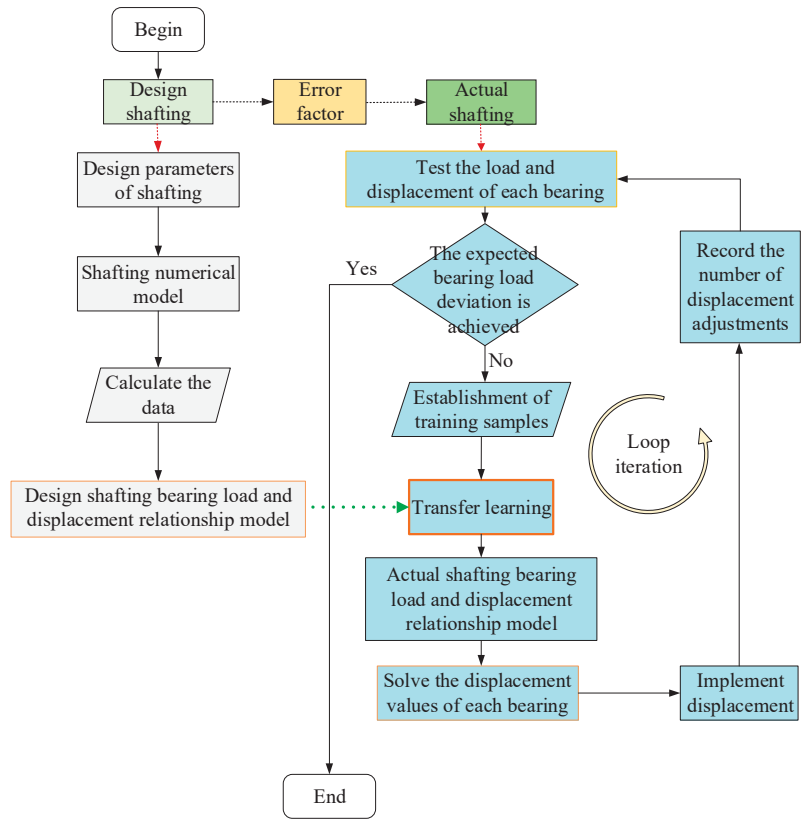 Begin
Design
shafting
Error
factor
Actual
shafting
Design parameters
of shafting
Test the load and
displacement of each bearing
Shafting numerical
model
Yes
The expected
bearing load
deviation is
achieved
Record the
number of
displacement
adjustments
No
Calculate the
data
Establishment of
training samples
Loop
iteration
Design shafting bearing load and
displacement relationship model
Transfer learning
Actual shafting bearing
load and displacement
relationship model
Solve the displacement
values of each bearing
Implement
displacement
End